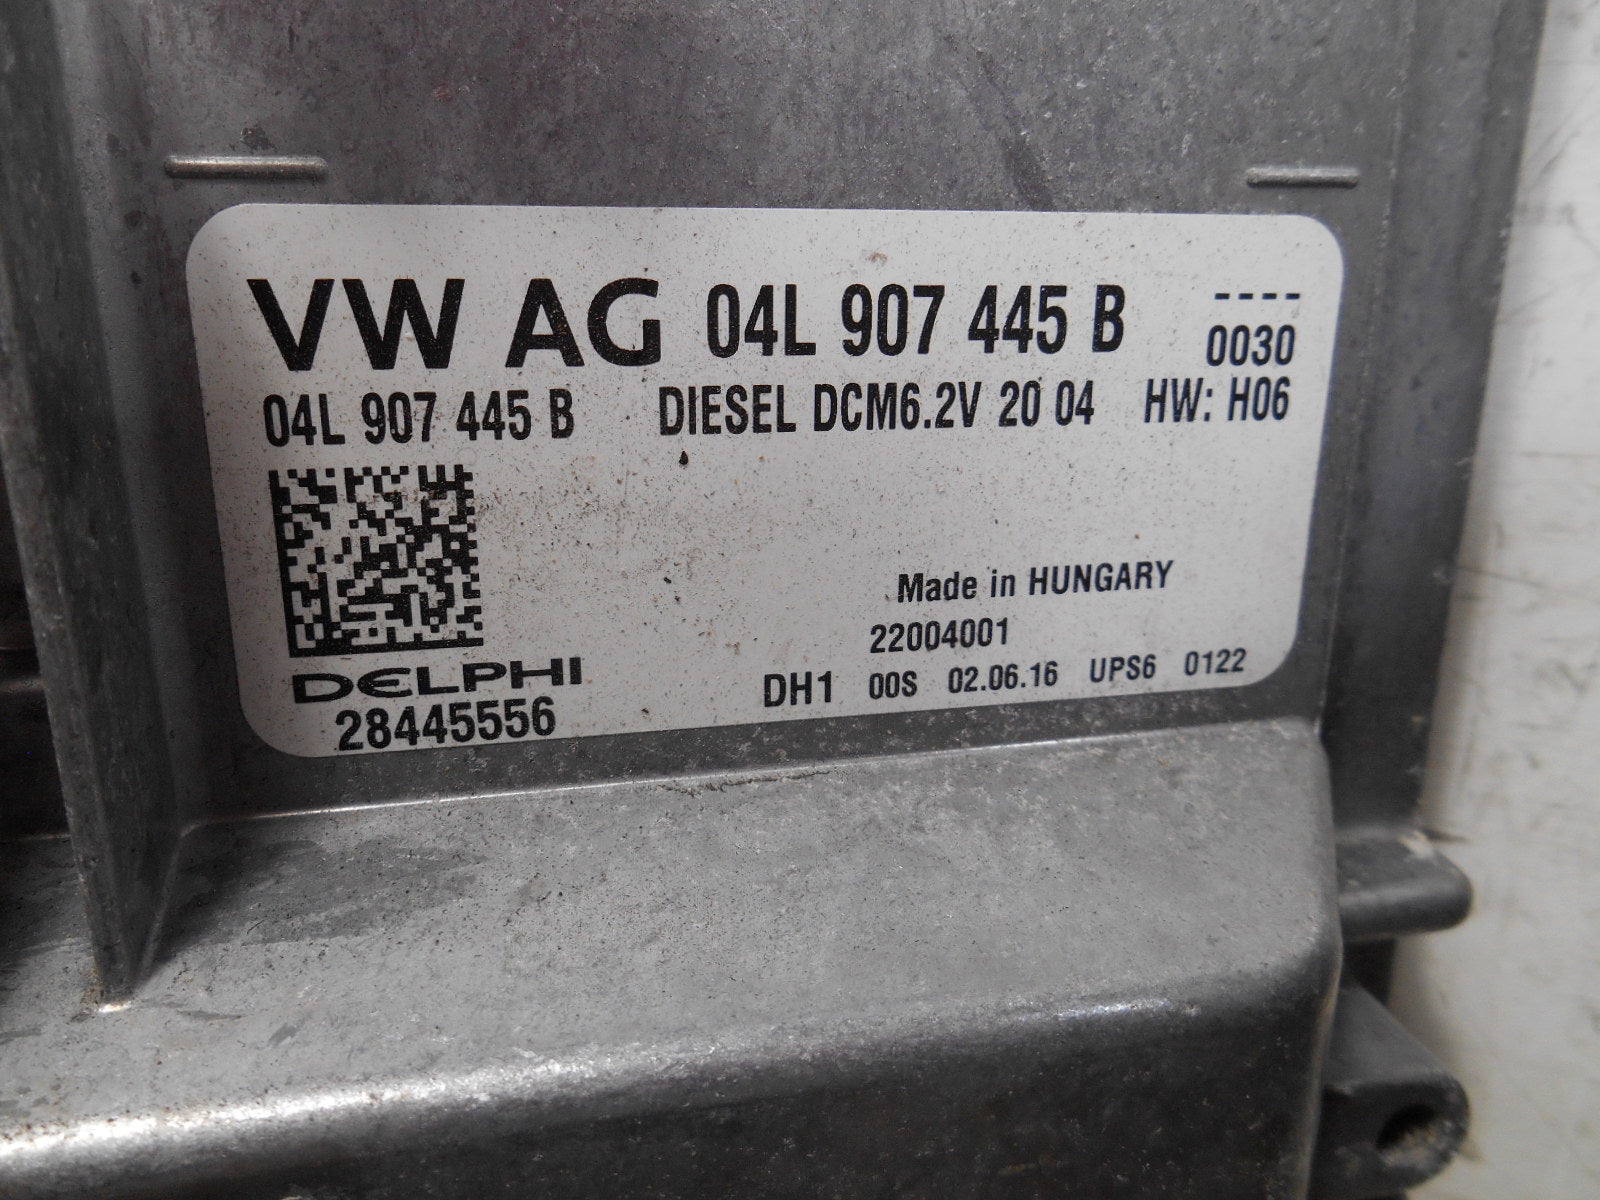 VW AG 04L 907 445 B ----
0030
04L 907 445 B DIESEL DCM6.2V 20 04 HW: H06
Made in HUNGARY
22004001
DELPHI
28445556
DH1 00S 02.06.16 UPS6 0122